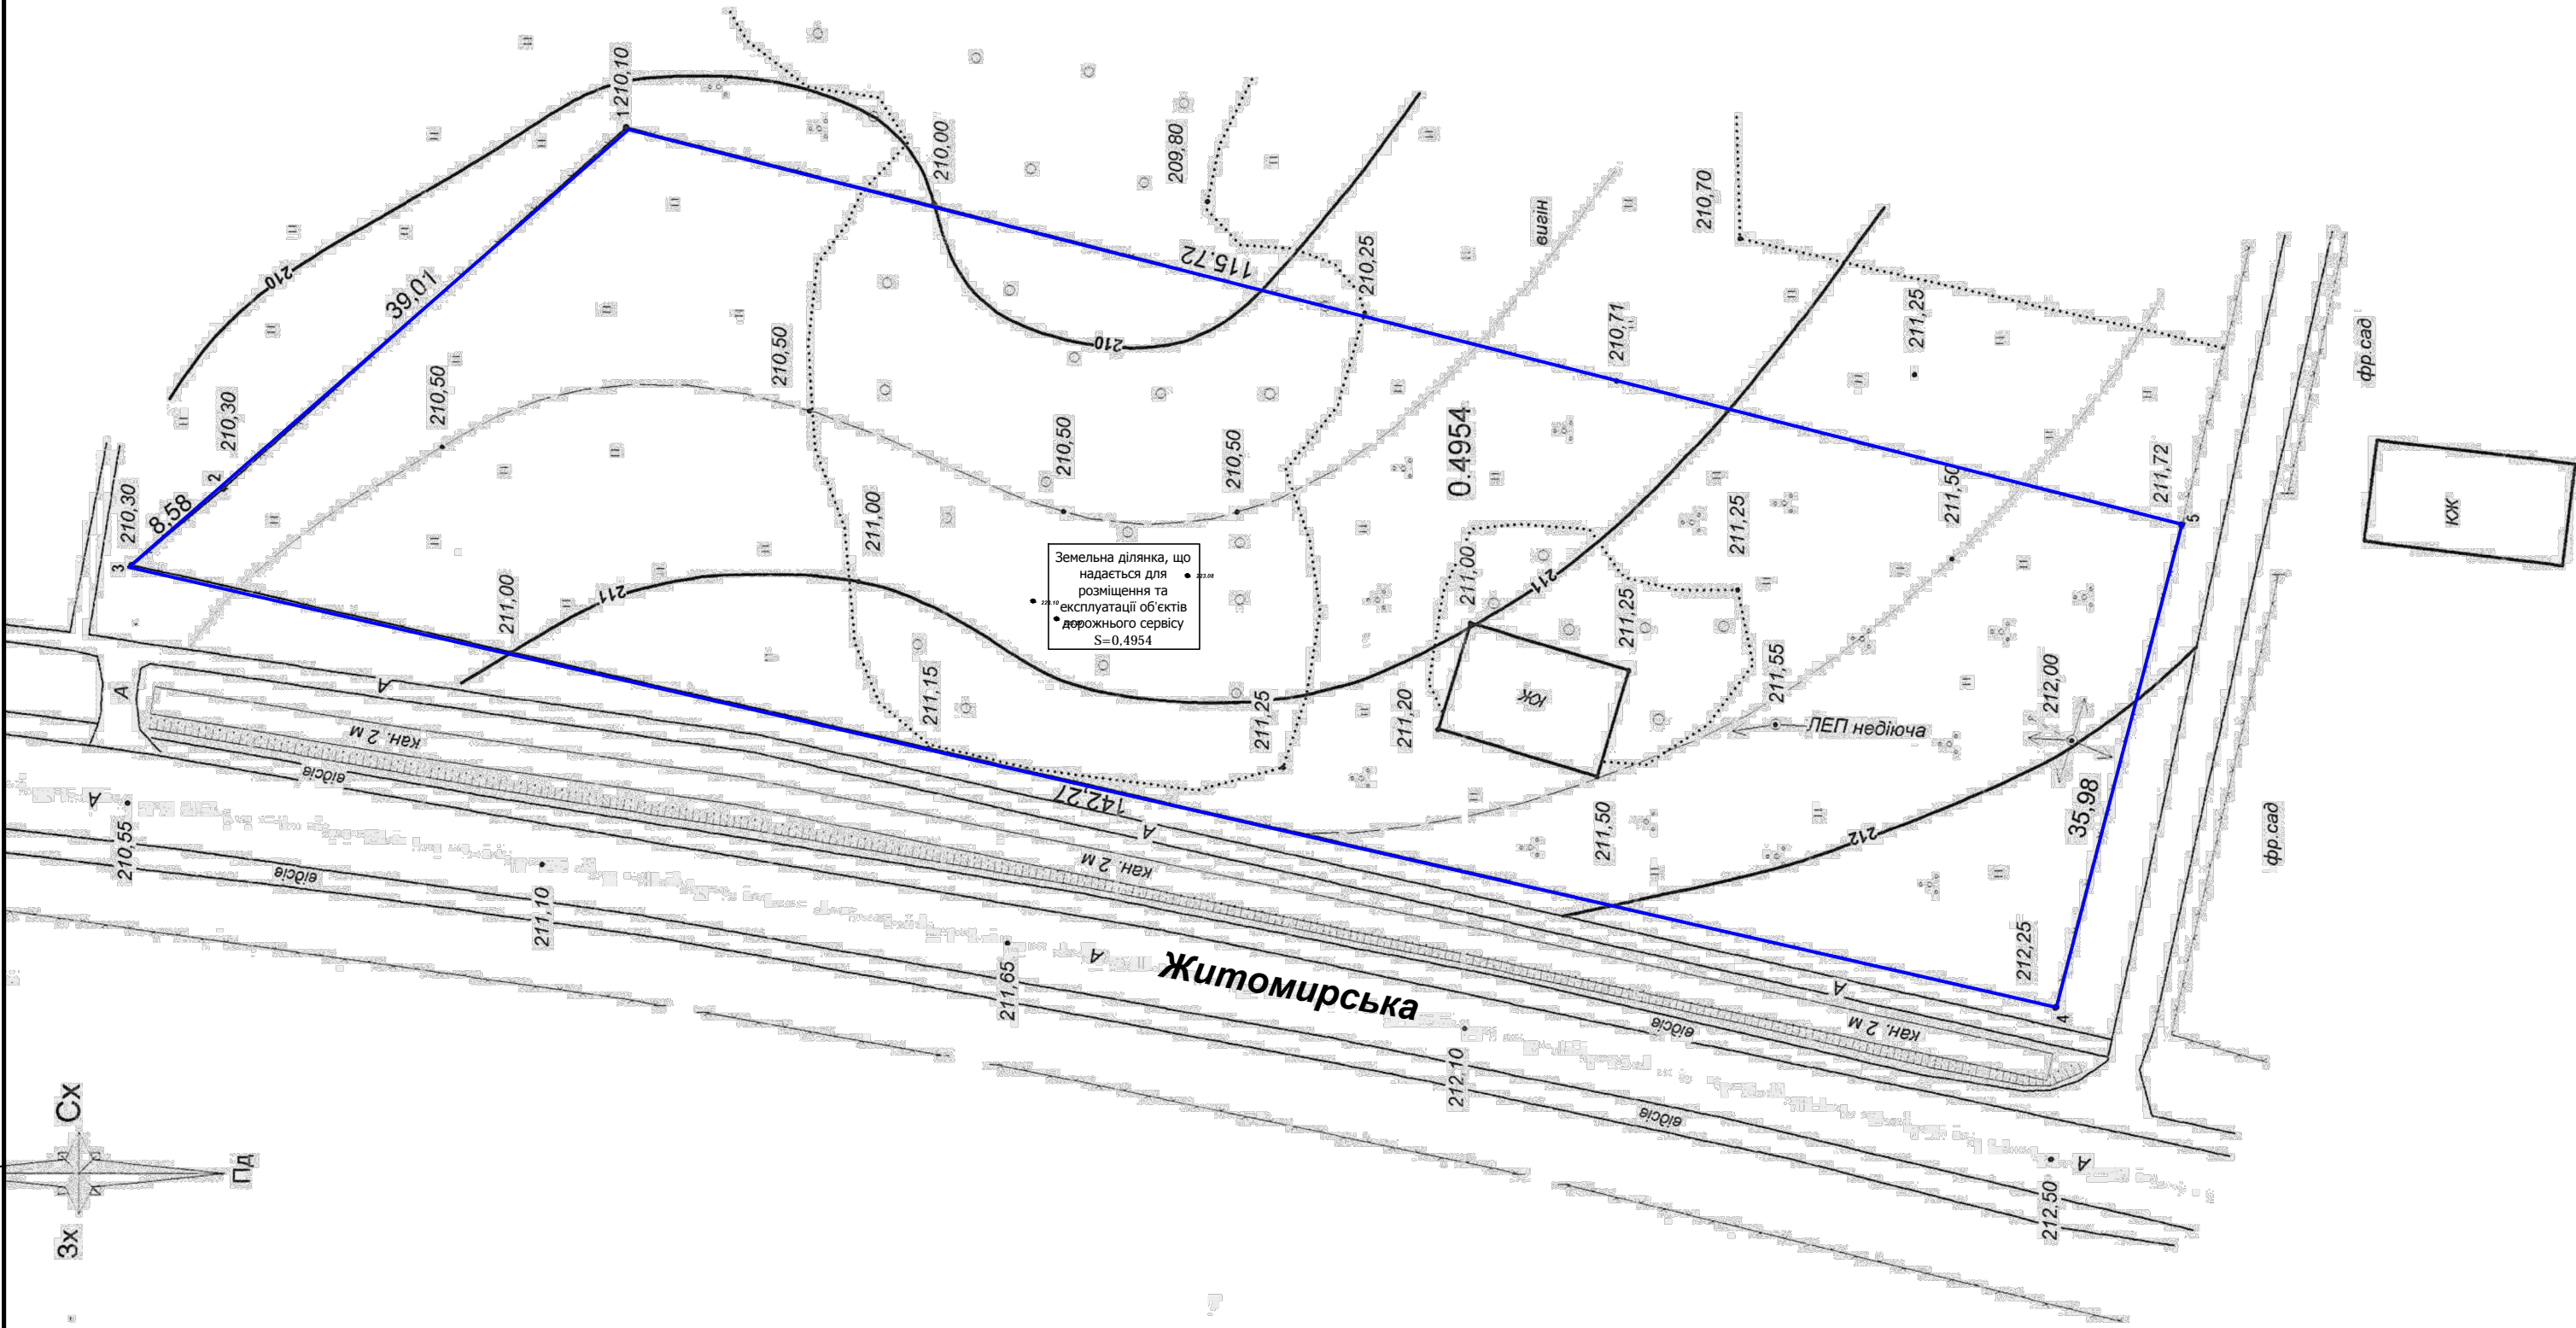 1
210,10
210,00
209,80
210,70
вигін
210
39,01
115.72
210,25
210,71
211,25
фр.сад
210,50
210,50
210
210,30
2
210,30
8,58
3
210,50
210,50
0.4954
211,72
5
211,50
КЖ
211,00
211,25
Земельна ділянка, що
надається для
розміщення та
експлуатації об'єктів
дорожнього сервісу
S=0,4954
223.08
211,00
211
211,00
211
211,25
211,15
211,25
211,20
КЖ
211,55
212,00
ЛЕП недіюча
A
A
кан. 2 м
відсів
142,27
A
кан. 2 м
211,50
212
35,98
фр.сад
A
210,55
відсів
211,10
211,65
A
Житомирська
212,25
4
A
кан. 2 м
відсів
212.10
відсів
212.50
A
Сх
Пд
Зх